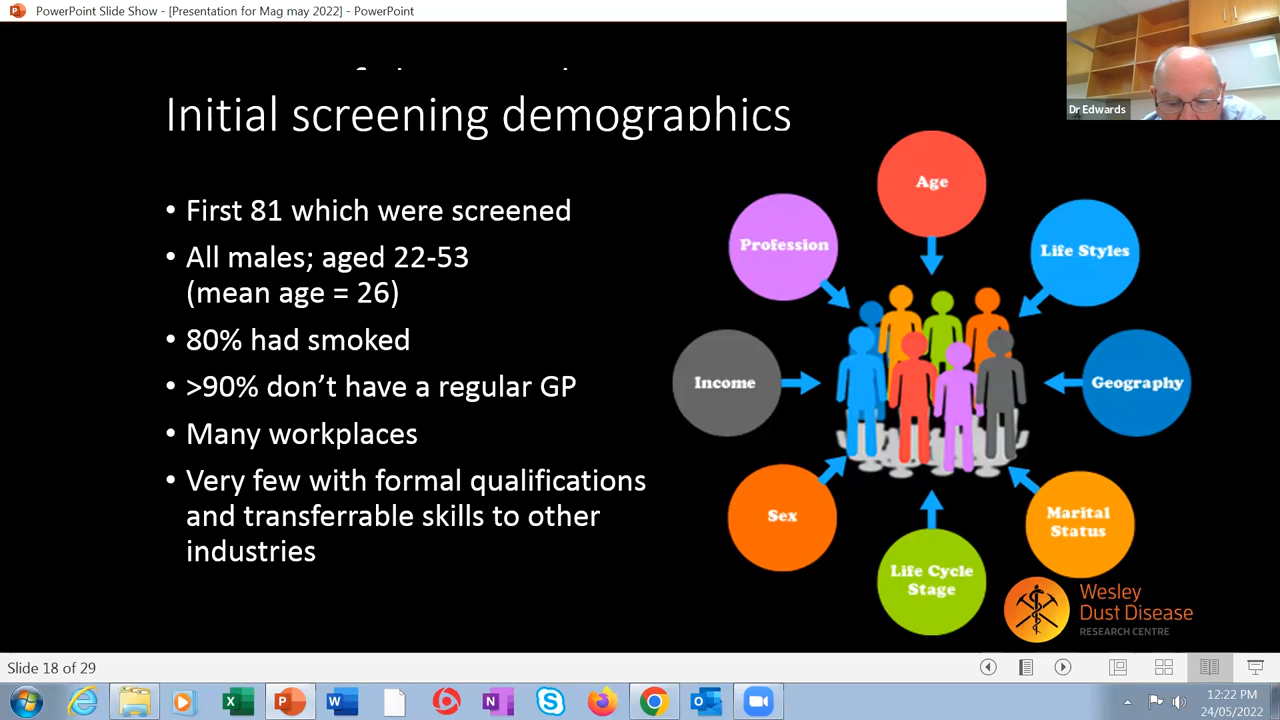 PowerPoint Slide Show - [Presentation for Mag may 2022] - PowerPoint
Dr Edwards
Initial screening demographics
• First 81 which were screened
• All males; aged 22-53
(mean age = 26)
• 80% had smoked
• >90% don’t have a regular GP
• Many workplaces
• Very few with formal qualifications
and transferrable skills to other
industries
Age
Profession
Life Styles
Income
Geography
Sex
Marital
Status
Life Cycle
Stage
Wesley
Dust Disease
RESEARCH CENTRE
Slide 18 of 29
12:22 PM
24/05/2022